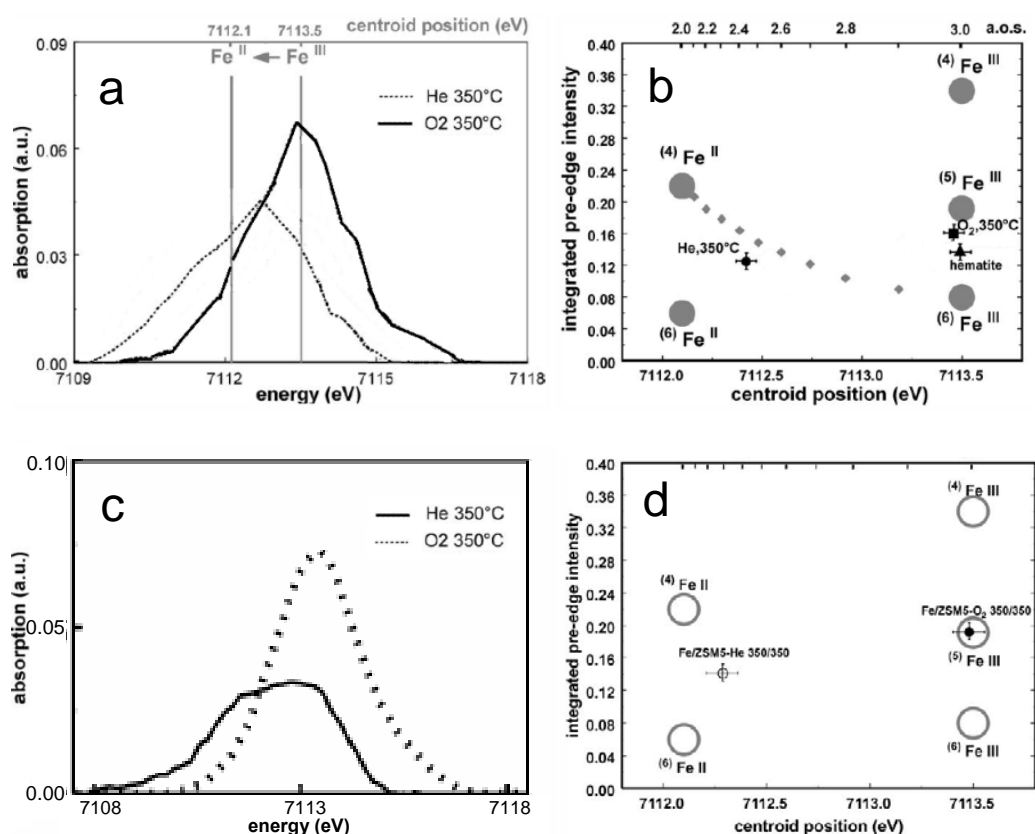 centroid position (eV)
7112.1 7113.5
Fe II Fe III
a
He 350°C
O2 350°C
absorption (a.u.)
0.09
0.06
0.03
0.00
7109 7112 7115 7118
energy (eV)
2.0 2.2 2.4 2.6 2.8 3.0 a.o.s.
b
integrated pre-edge intensity
0.40
0.36
0.32
0.28
0.24
0.20
0.16
0.12
0.08
0.04
0.00
(4) Fe III
(4) Fe II
(5) Fe III
O2,350°C
He,350°C
hematite
(6) Fe II
(6) Fe III
7112.0 7112.5 7113.0 7113.5
centroid position (eV)
c
He 350°C
O2 350°C
absorption (a.u.)
0.10
0.05
0.00
7108 7113 7118
energy (eV)
d
integrated pre-edge intensity
0.40
0.36
0.32
0.28
0.24
0.20
0.16
0.12
0.08
0.04
0.00
(4) Fe III
(4) Fe II
Fe/ZSM5-O2 350/350
Fe/ZSM5-He 350/350
(5) Fe III
(6) Fe II
(6) Fe III
7112.0 7112.5 7113.0 7113.5
centroid position (eV)